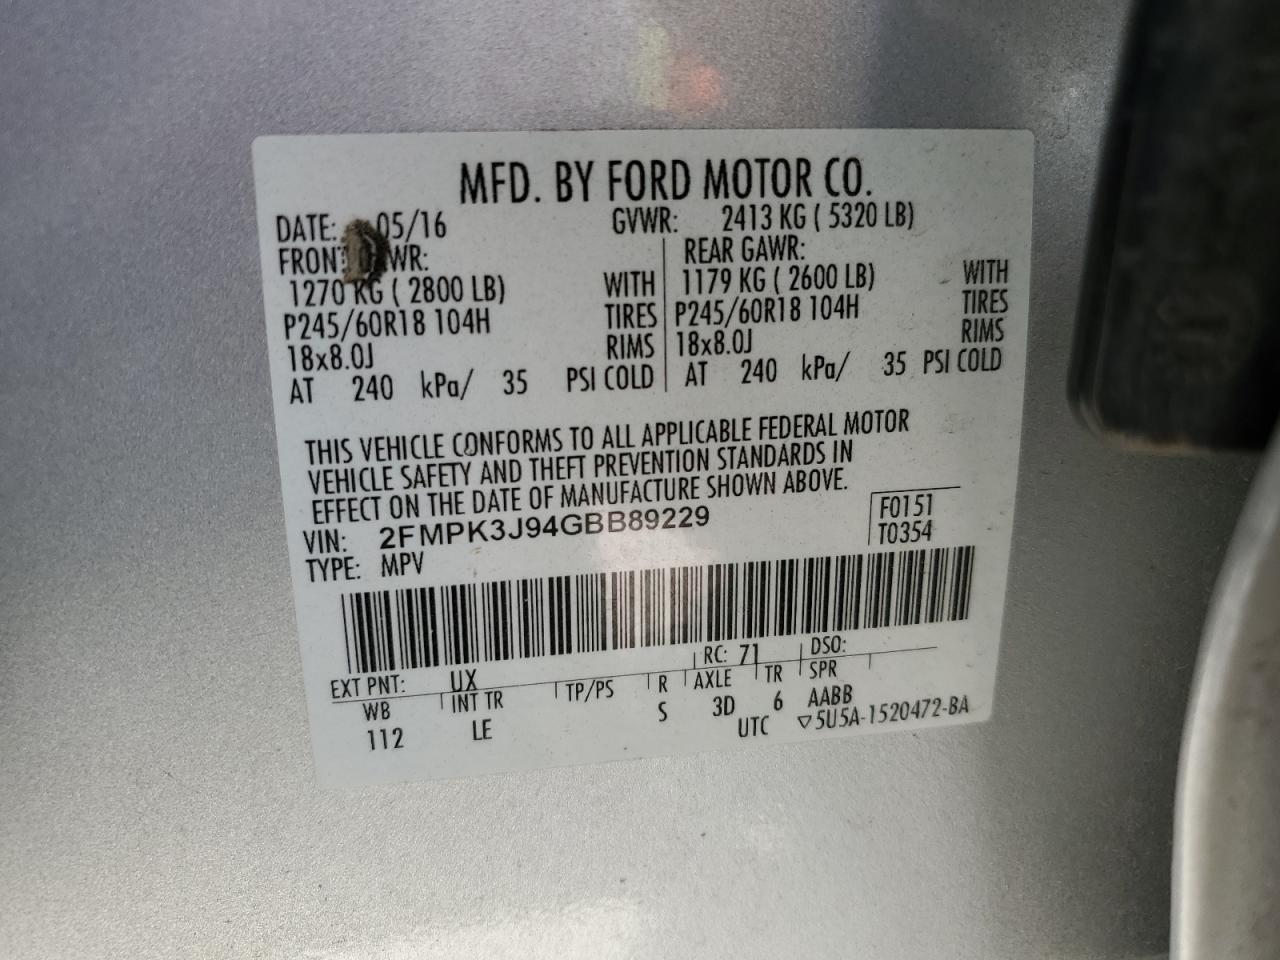 MFD. BY FORD MOTOR CO.
DATE: 05/16 GVWR: 2413 KG ( 5320 LB)
FRONT GAWR: REAR GAWR:
1270 KG ( 2800 LB) WITH 1179 KG ( 2600 LB) WITH
P245/60R18 104H TIRES P245/60R18 104H TIRES
18x8.0J RIMS 18x8.0J RIMS
AT 240 kPa/ 35 PSI COLD AT 240 kPa/ 35 PSI COLD
THIS VEHICLE CONFORMS TO ALL APPLICABLE FEDERAL MOTOR
VEHICLE SAFETY AND THEFT PREVENTION STANDARDS IN
EFFECT ON THE DATE OF MANUFACTURE SHOWN ABOVE.
VIN: 2FMPK3J94GBB89229 F0151
TYPE: MPV T0354
EXT PNT: UX RC: 71 DSO:
WB INT TR TP/PS R AXLE TR SPR
112 LE S 3D 6 AABB
UTC ▽5U5A-1520472-BA